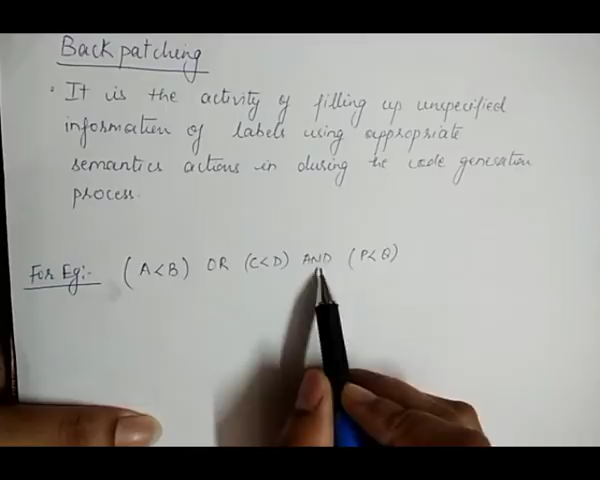 Backpatching
• It is the activity of filling up unspecified
information of labels using appropriate
semantics actions in during the code generation
process.
For Eg:- (A<B) OR (C<D) AND (P<Q)